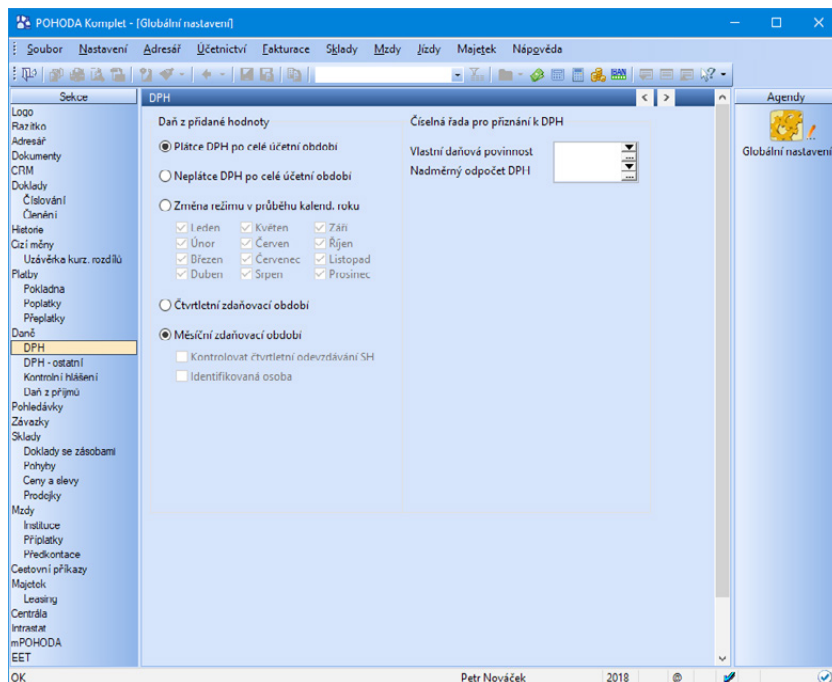 POHODA Komplet - [Globální nastavení]
Soubor Nastavení Adresář Účetnictví Fakturace Sklady Mzdy Jízdy Majetek Nápověda
IBAN
Sekce
Logo
Razítko
Adresář
Dokumenty
CRM
Doklady
Číslování
Členění
Historie
Cizí měny
Uzávěrka kurz. rozdílů
Platby
Pokladna
Poplatky
Přeplatky
Daně
DPH
DPH - ostatní
Kontrolní hlášení
Daň z příjmů
Pohledávky
Závazky
Sklady
Doklady se zásobami
Pohyby
Ceny a slevy
Prodejky
Mzdy
Instituce
Příplatky
Předkontace
Cestovní příkazy
Majetek
Leasing
Centrála
Intrastat
mPOHODA
EET
DPH
Daň z přidané hodnoty
Plátce DPH po celé účetní období
Neplátce DPH po celé účetní období
Změna režimu v průběhu kalend. roku
Leden Květen Září
Únor Červen Říjen
Březen Červenec Listopad
Duben Srpen Prosinec
Čtvrtletní zdaňovací období
Měsíční zdaňovací období
Kontrolovat čtvrtletní odevzdávání SH
Identifikovaná osoba
Číselná řada pro přiznání k DPH
Vlastní daňová povinnost
Nadměrný odpočet DPH
Agendy
Globální nastavení
OK Petr Nováček 2018 @